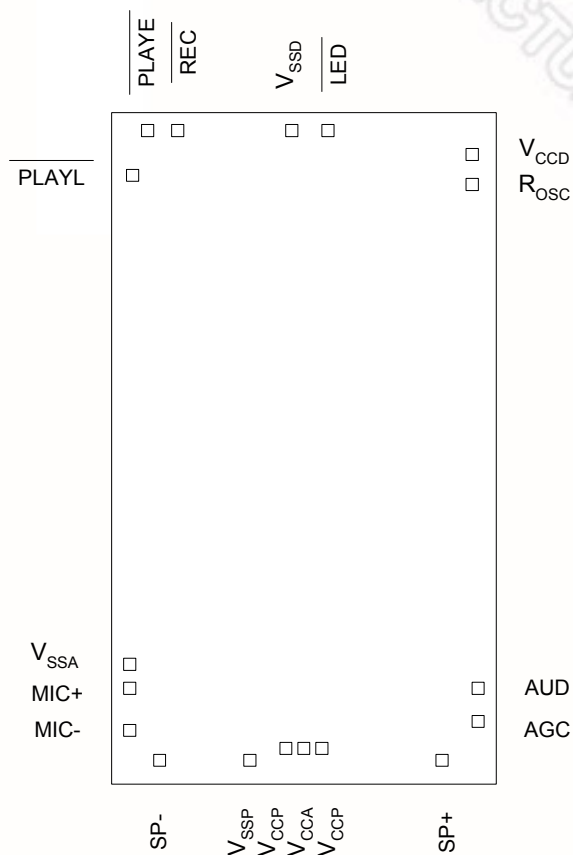 PLAYE
REC
VSSD
LED
VCCD
PLAYL
ROSC
VSSA
MIC+
AUD
MIC-
AGC
SP-
VSSP
VCCP
VCCA
VCCP
SP+